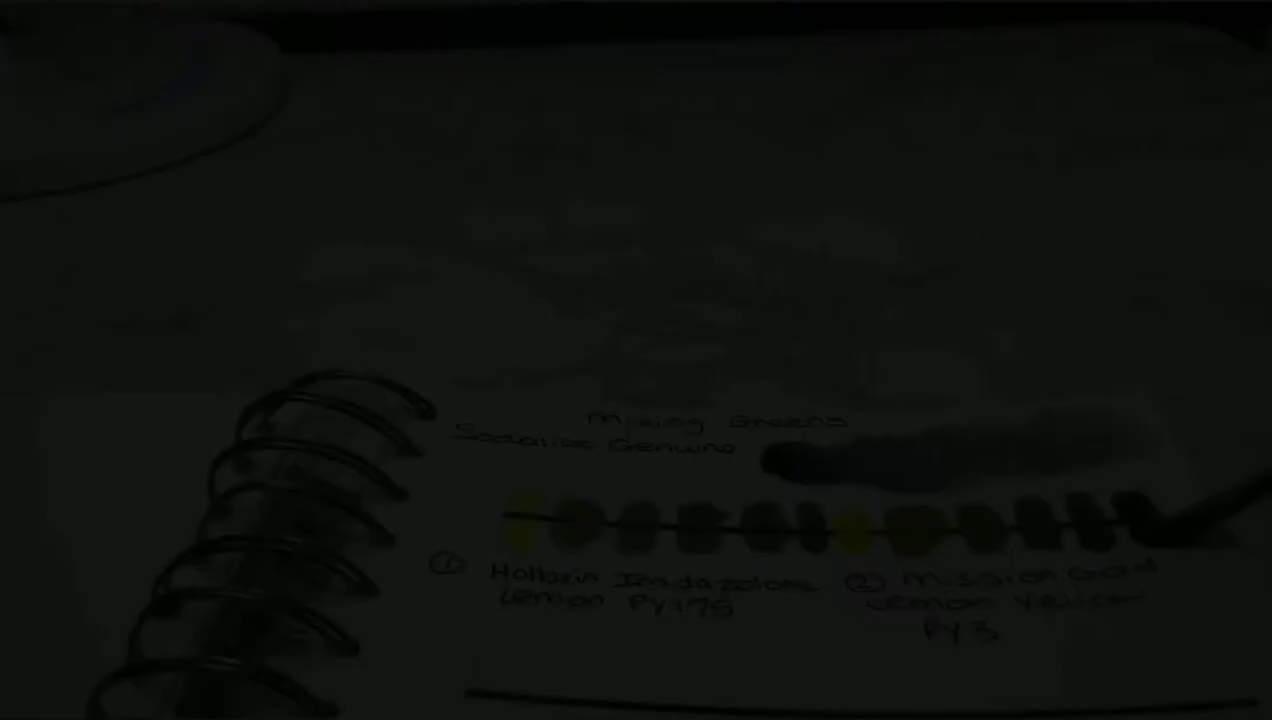 Mixing Greens
Sodalite Genuine
① Holbein Imidazolone
Lemon PY175
② Mission Gold
Lemon Yellow
PY3